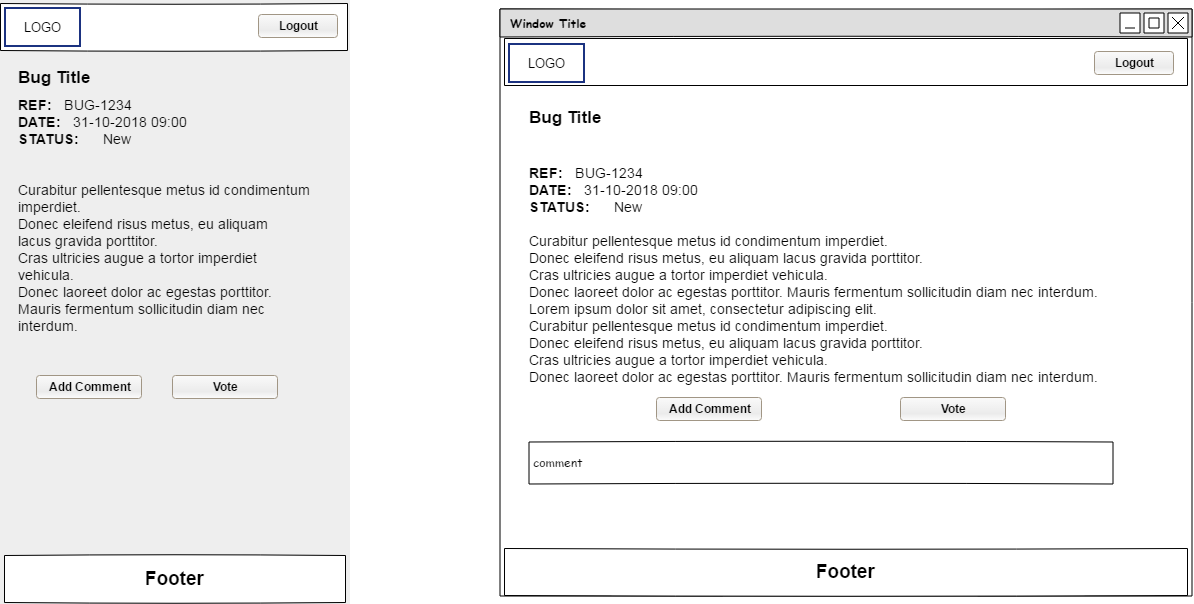 LOGO
Logout
Bug Title
REF: BUG-1234
DATE: 31-10-2018 09:00
STATUS: New
Curabitur pellentesque metus id condimentum
imperdiet.
Donec eleifend risus metus, eu aliquam
lacus gravida porttitor.
Cras ultricies augue a tortor imperdiet
vehicula.
Donec laoreet dolor ac egestas porttitor.
Mauris fermentum sollicitudin diam nec
interdum.
Add Comment
Vote
Footer
Window Title
LOGO
Logout
Bug Title
REF: BUG-1234
DATE: 31-10-2018 09:00
STATUS: New
Curabitur pellentesque metus id condimentum imperdiet.
Donec eleifend risus metus, eu aliquam lacus gravida porttitor.
Cras ultricies augue a tortor imperdiet vehicula.
Donec laoreet dolor ac egestas porttitor. Mauris fermentum sollicitudin diam nec interdum.
Lorem ipsum dolor sit amet, consectetur adipiscing elit.
Curabitur pellentesque metus id condimentum imperdiet.
Donec eleifend risus metus, eu aliquam lacus gravida porttitor.
Cras ultricies augue a tortor imperdiet vehicula.
Donec laoreet dolor ac egestas porttitor. Mauris fermentum sollicitudin diam nec interdum.
Add Comment
Vote
comment
Footer